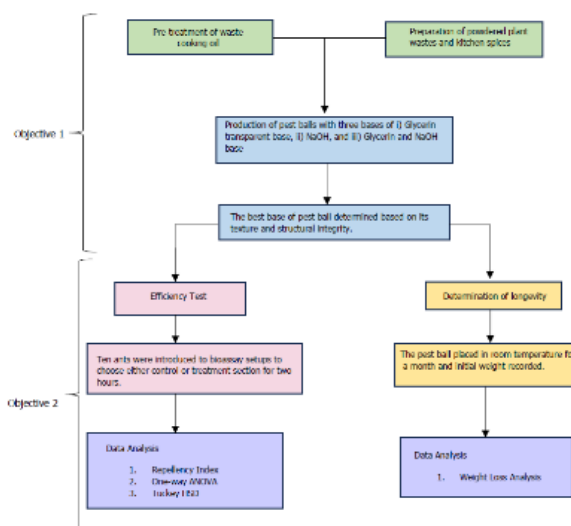 Pre-treatment of waste
cooking oil
Preparation of powdered plant
wastes and kitchen spices
Objective 1
Production of pest balls with three bases of i) Glycerin
transparent base, ii) NaOH, and iii) Glycerin and NaOH
base
The best base of pest ball determined based on its
texture and structural integrity.
Efficiency Test
Determination of longevity
Ten ants were introduced to bioassay setups to
choose either control or treatment section for two
hours.
The pest ball placed in room temperature for
a month and initial weight recorded.
Objective 2
Data Analysis
1. Repellency Index
2. One-way ANOVA
3. Tuckey HSD
Data Analysis
1. Weight Loss Analysis